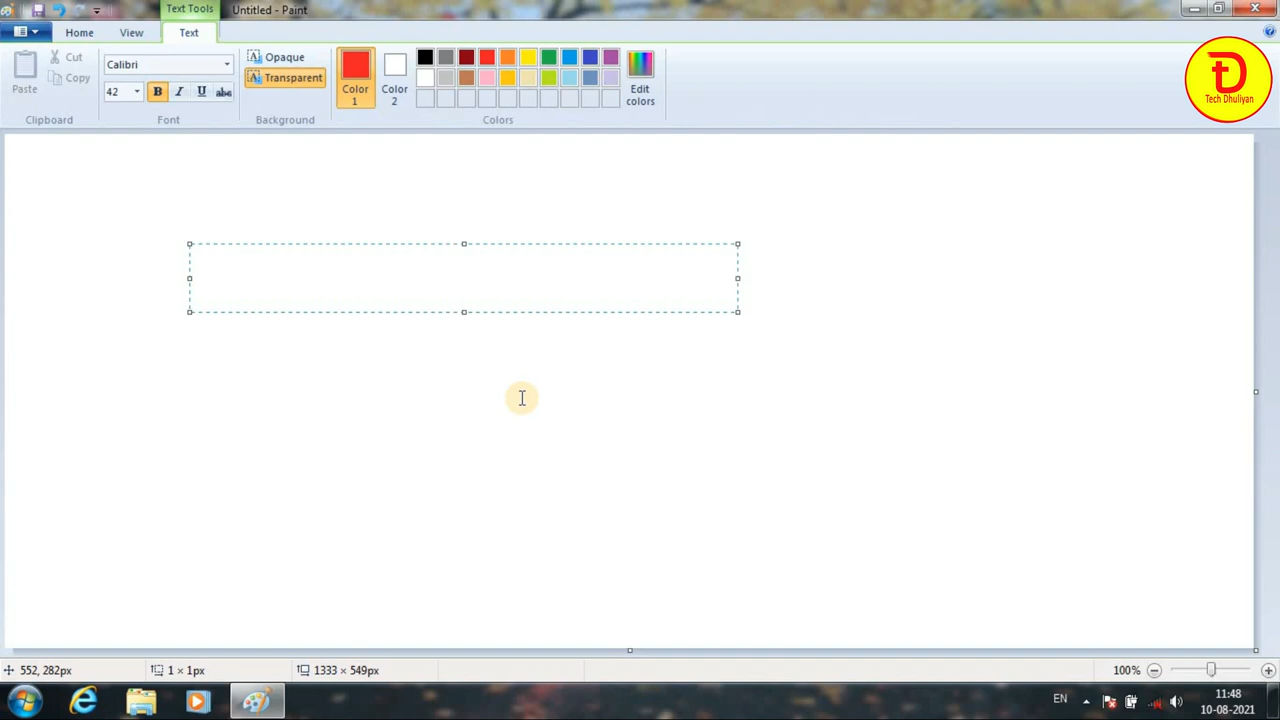 Text Tools
Untitled - Paint
Home
View
Text
Paste
Cut
Copy
Clipboard
Calibri
42
B
I
U
abc
Font
A
Opaque
A
Transparent
Background
Color
1
Color
2
Edit
colors
Colors
Tech Dhuliyan
552, 282px
1 × 1px
1333 × 549px
100%
EN
11:48
10-08-2021